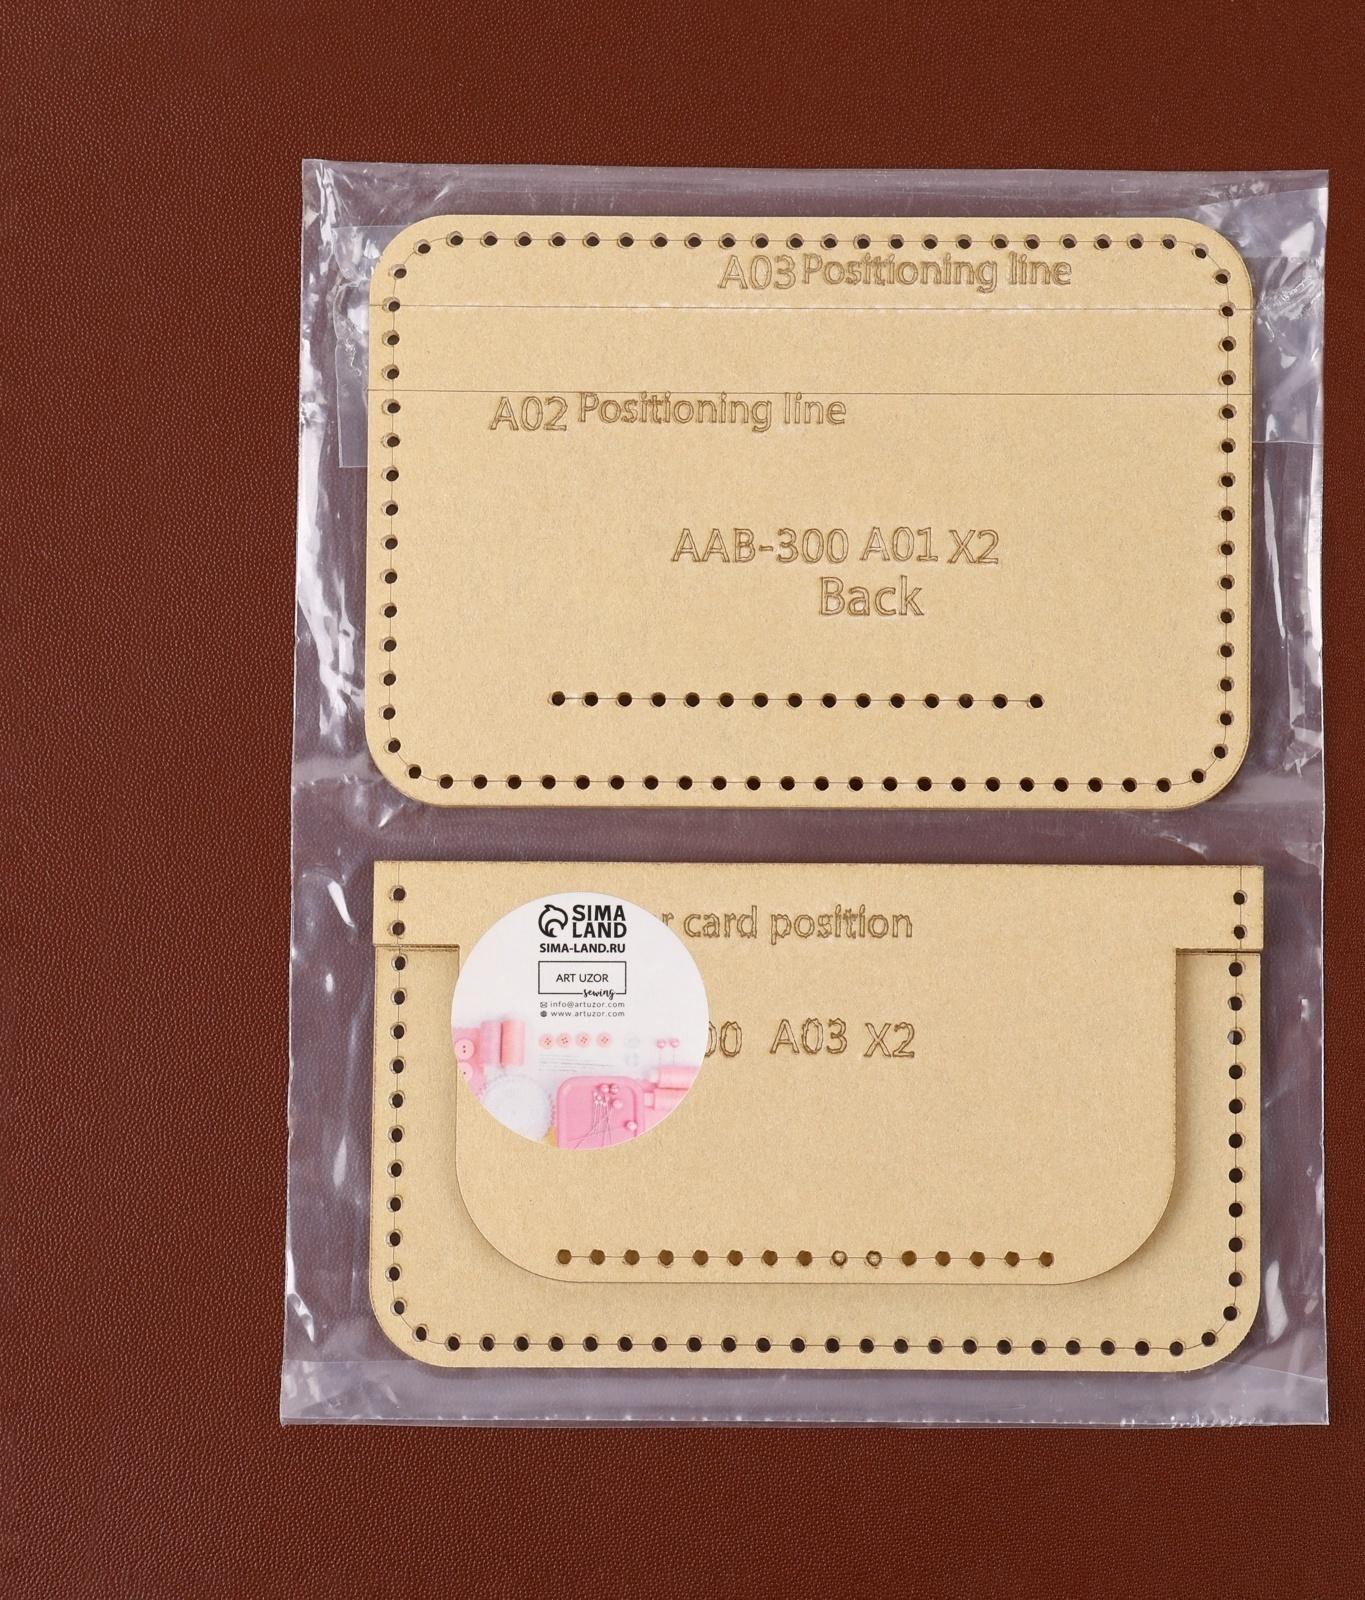 A03 Positioning line
A02 Positioning line
AAB-300 A01 X2
Back
card position
SIMA
LAND
SIMA-LAND.RU
ART UZOR
sewing
info@artuzor.com
www.artuzor.com
00 A03 X2